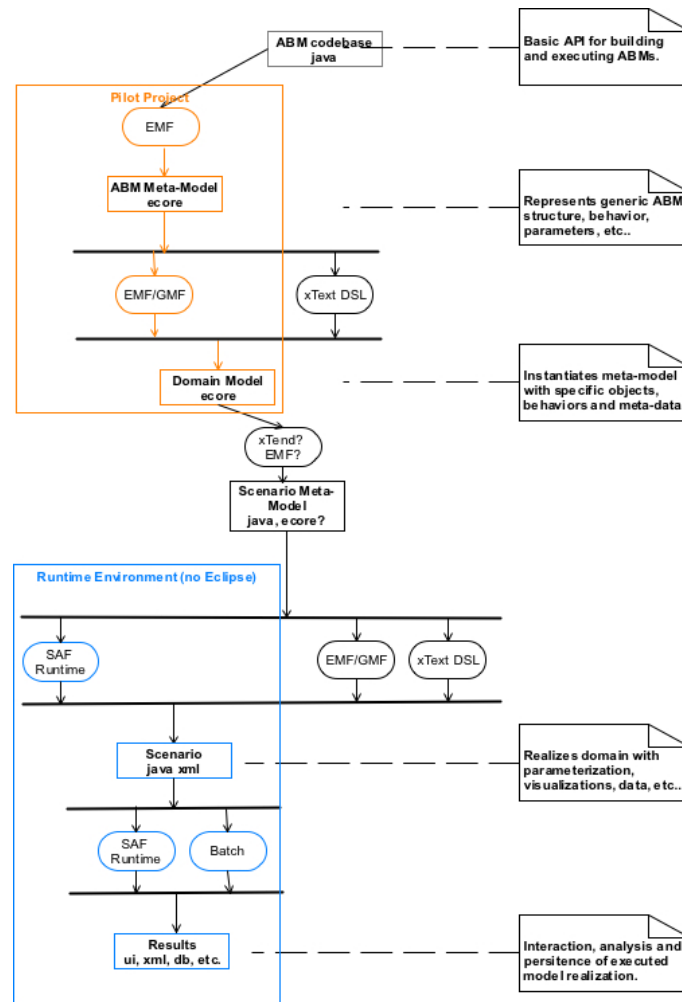 ABM codebase
java
Basic API for building
and executing ABMs.
Pilot Project
EMF
ABM Meta-Model
ecore
Represents generic ABM
structure, behavior,
parameters, etc..
EMF/GMF
xText DSL
Domain Model
ecore
Instantiates meta-model
with specific objects,
behaviors and meta-data
xTend?
EMF?
Scenario Meta-
Model
java, ecore?
Runtime Environment (no Eclipse)
SAF
Runtime
EMF/GMF
xText DSL
Scenario
java xml
Realizes domain with
parameterization,
visualizations, data, etc..
SAF
Runtime
Batch
Results
ui, xml, db, etc.
Interaction, analysis and
persitence of executed
model realization.